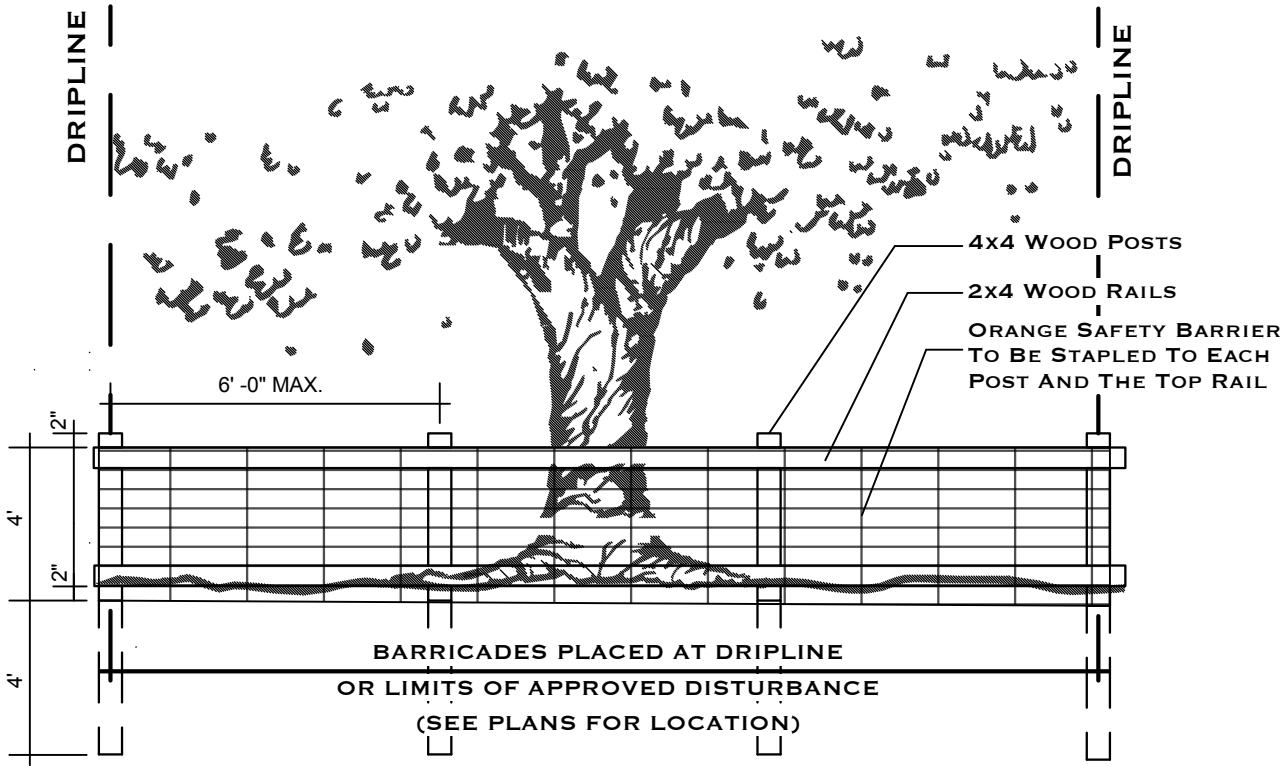 DRIPLINE
DRIPLINE
4x4 WOOD POSTS
2x4 WOOD RAILS
ORANGE SAFETY BARRIER
TO BE STAPLED TO EACH
POST AND THE TOP RAIL
6' -0" MAX.
2"
4'
2"
4'
BARRICADES PLACED AT DRIPLINE
OR LIMITS OF APPROVED DISTURBANCE
(SEE PLANS FOR LOCATION)